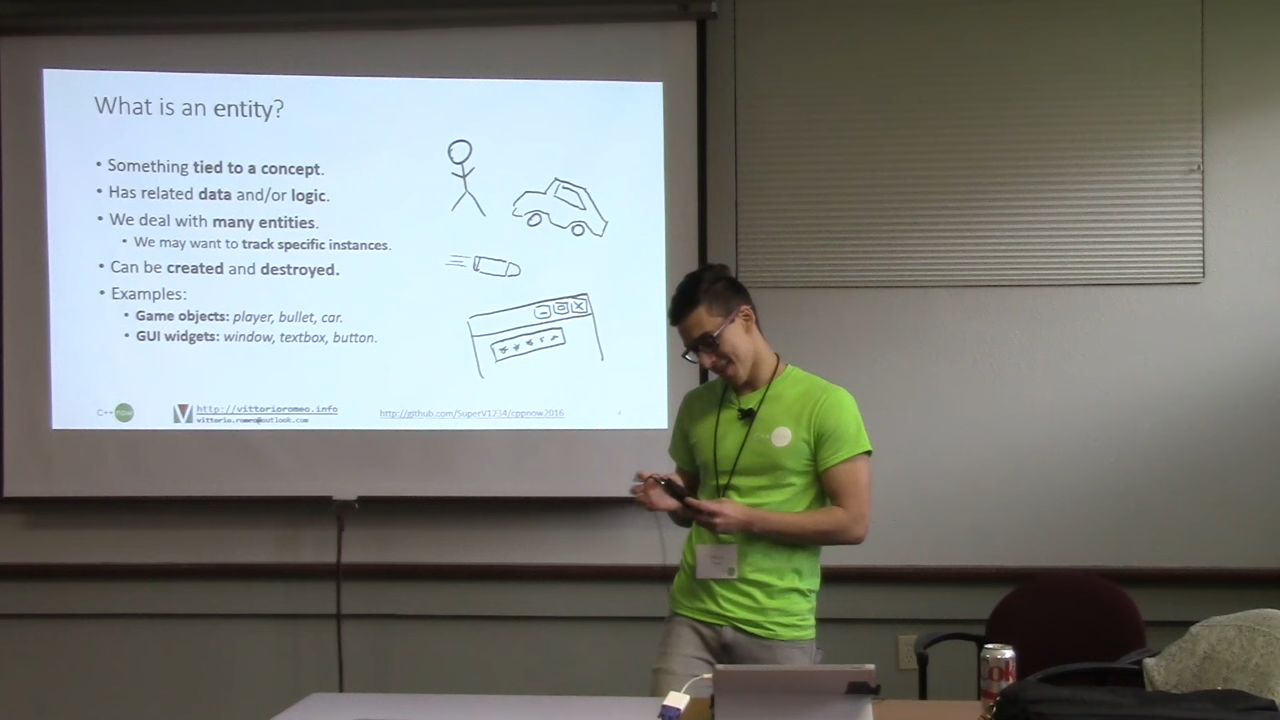 What is an entity?
• Something tied to a concept.
• Has related data and/or logic.
• We deal with many entities.
• We may want to track specific instances.
• Can be created and destroyed.
• Examples:
• Game objects: player, bullet, car.
• GUI widgets: window, textbox, button.
C++ now
http://vittorioromeo.info
vittorio.romeo@outlook.com
http://github.com/SuperV1234/cppnow2016
C++ now